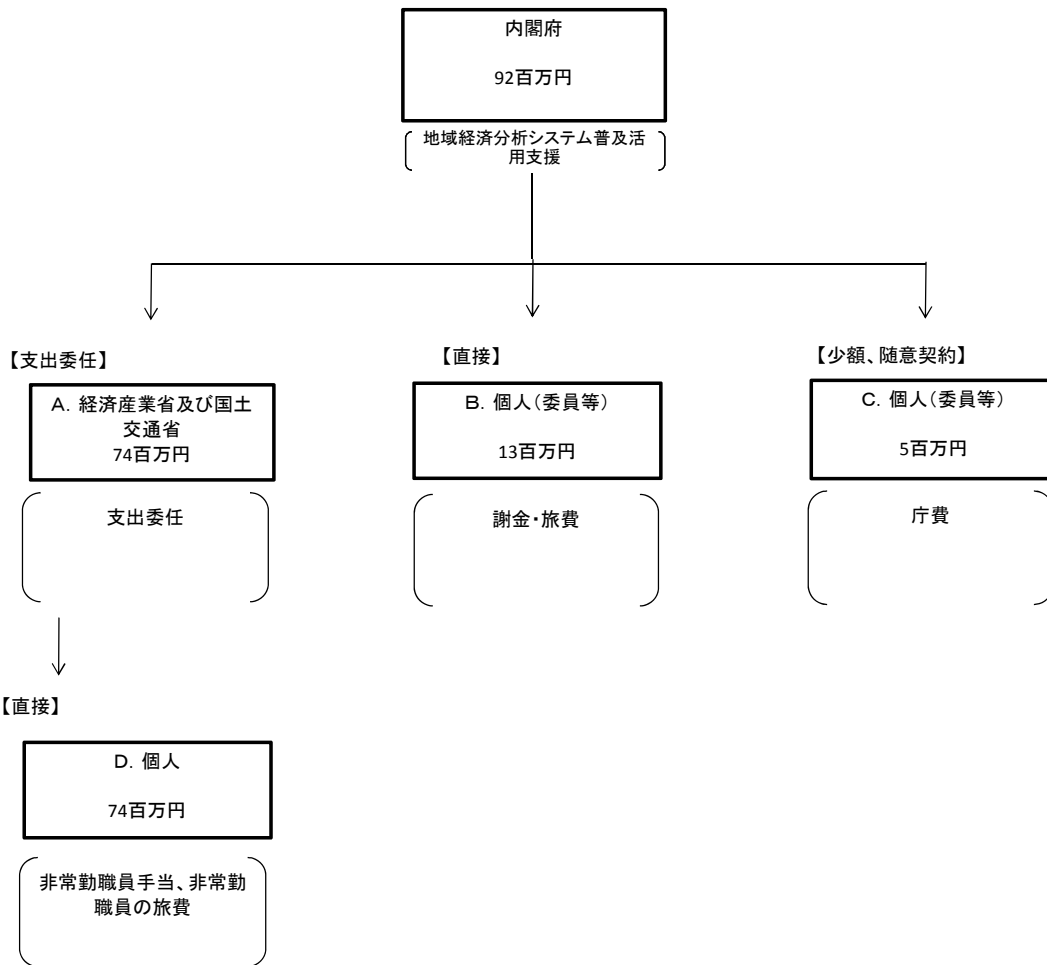 内閣府
92百万円
地域経済分析システム普及活
用支援
【支出委任】
【直接】
【少額、随意契約】
A. 経済産業省及び国土
交通省
74百万円
B. 個人(委員等)
13百万円
C. 個人(委員等)
5百万円
支出委任
謝金・旅費
庁費
【直接】
D. 個人
74百万円
非常勤職員手当、非常勤
職員の旅費